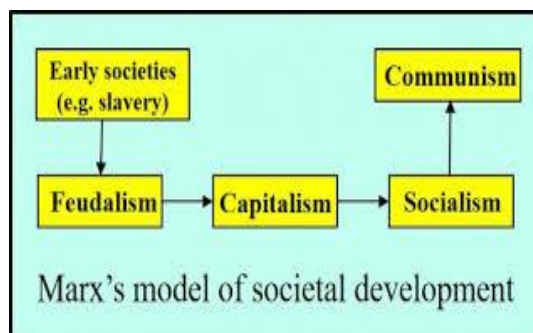 Early societies
(e.g. slavery)
Communism
Feudalism
Capitalism
Socialism
Marx's model of societal development